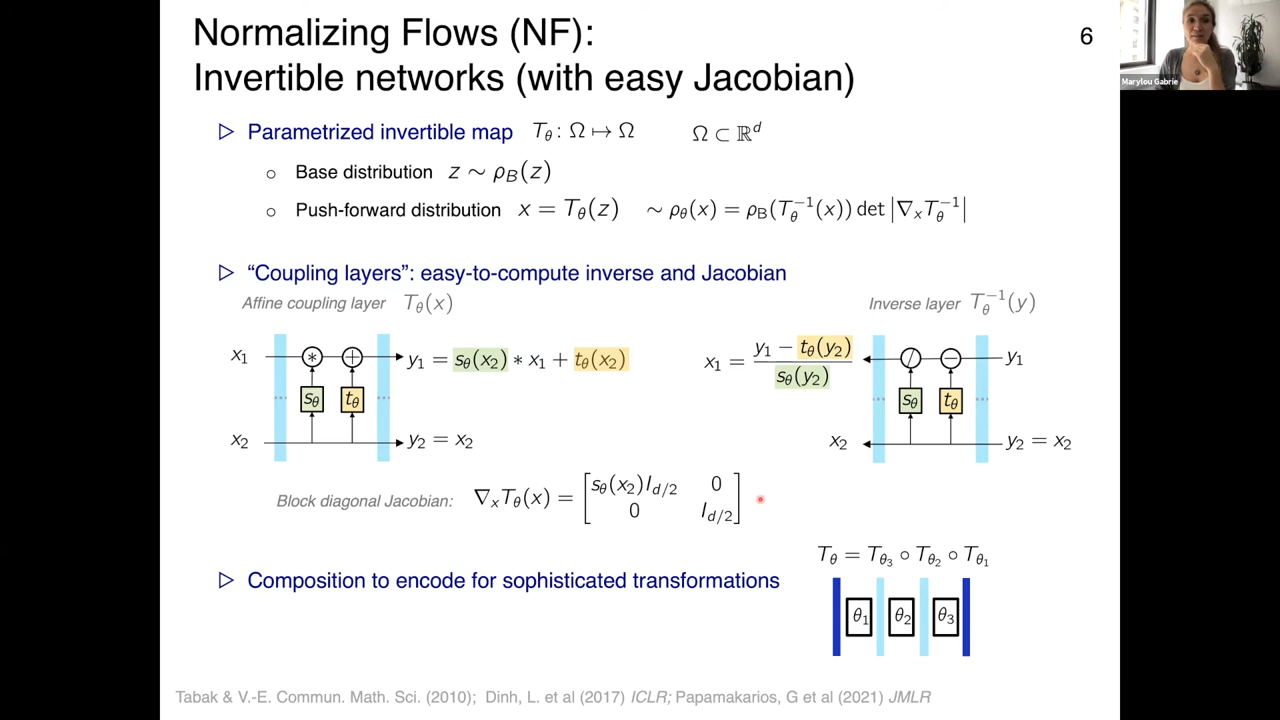 Normalizing Flows (NF):
6
Invertible networks (with easy Jacobian)
Marylou Gabrie
▷ Parametrized invertible map T_θ : Ω ↦ Ω Ω ⊂ ℝ^d
○ Base distribution z ∼ ρ_B(z)
○ Push-forward distribution x = T_θ(z) ∼ ρ_θ(x) = ρ_B(T_θ^{-1}(x)) det |∇_x T_θ^{-1}|
▷ “Coupling layers”: easy-to-compute inverse and Jacobian
Affine coupling layer T_θ(x)
Inverse layer T_θ^{-1}(y)
x_1 * + y_1 = s_θ(x_2) * x_1 + t_θ(x_2)
s_θ t_θ
x_2 y_2 = x_2
x_1 = (y_1 − t_θ(y_2)) / s_θ(y_2) / − y_1
s_θ t_θ
x_2 y_2 = x_2
Block diagonal Jacobian: ∇_x T_θ(x) = [s_θ(x_2)I_{d/2} 0
0 I_{d/2}]
T_θ = T_{θ_3} ∘ T_{θ_2} ∘ T_{θ_1}
▷ Composition to encode for sophisticated transformations
θ_1 θ_2 θ_3
Tabak & V.-E. Commun. Math. Sci. (2010); Dinh, L. et al (2017) ICLR; Papamakarios, G et al (2021) JMLR